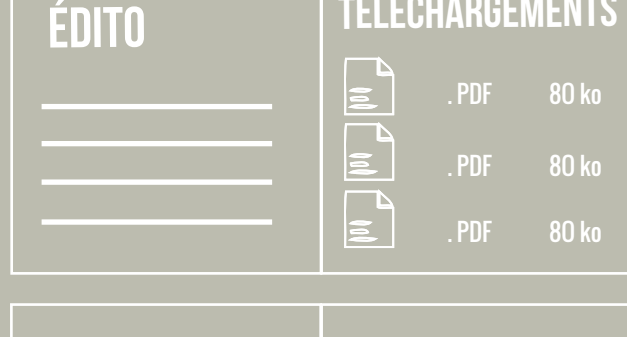 ÉDITO
TÉLÉCHARGEMENTS
. PDF 80 ko
. PDF 80 ko
. PDF 80 ko